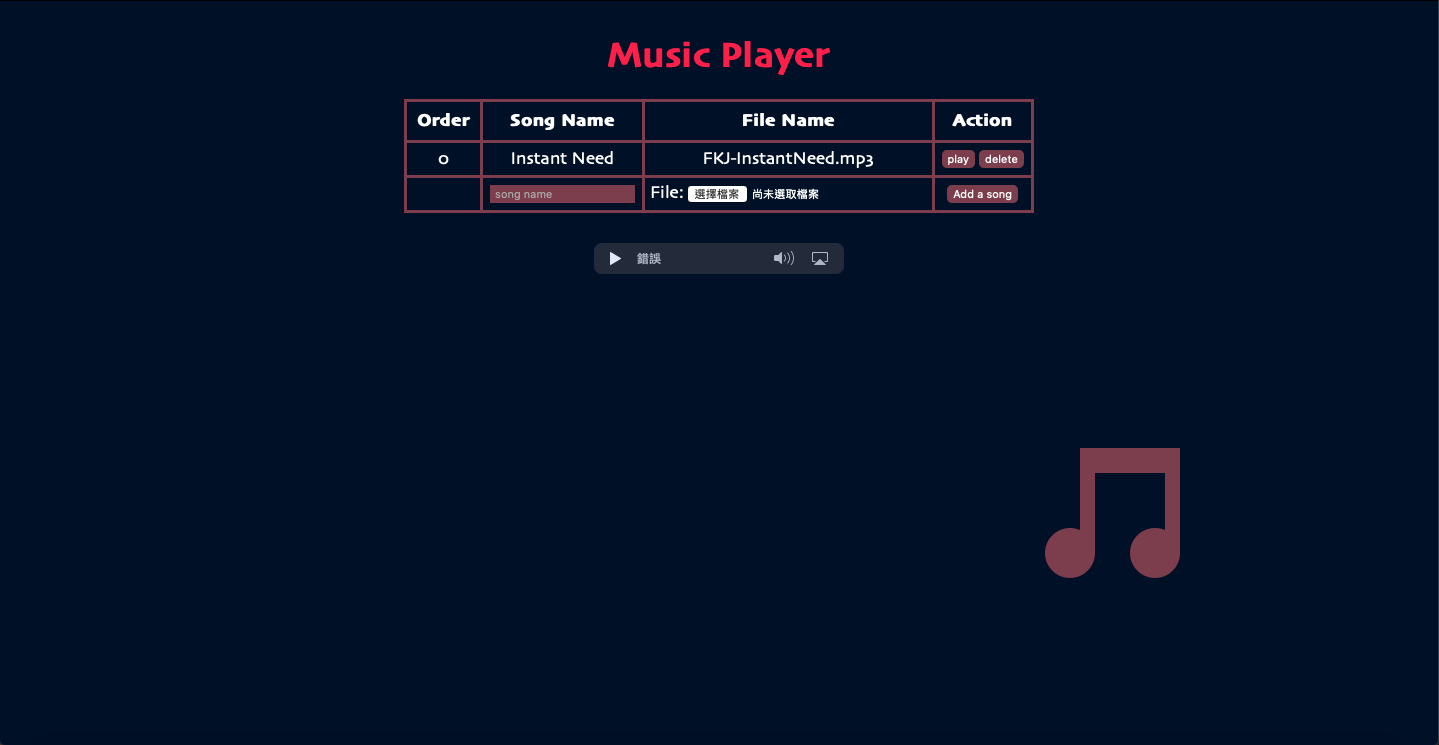 Music Player
Order Song Name File Name Action
0 Instant Need FKJ-InstantNeed.mp3 play delete
song name File: 選擇檔案 尚未選取檔案 Add a song
錯誤